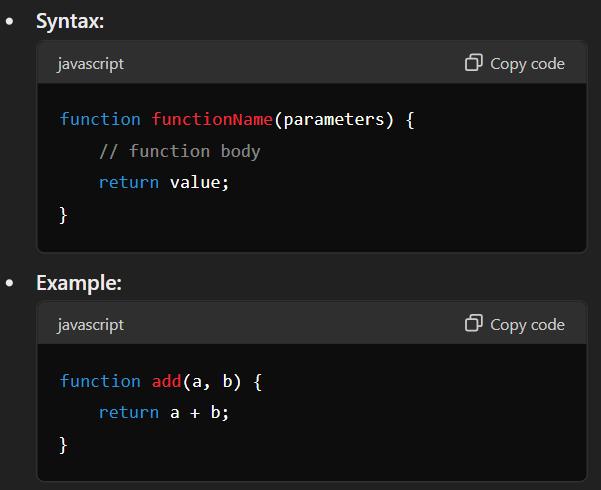 • Syntax:
javascript Copy code
function functionName(parameters) {
    // function body
    return value;
}
• Example:
javascript Copy code
function add(a, b) {
    return a + b;
}